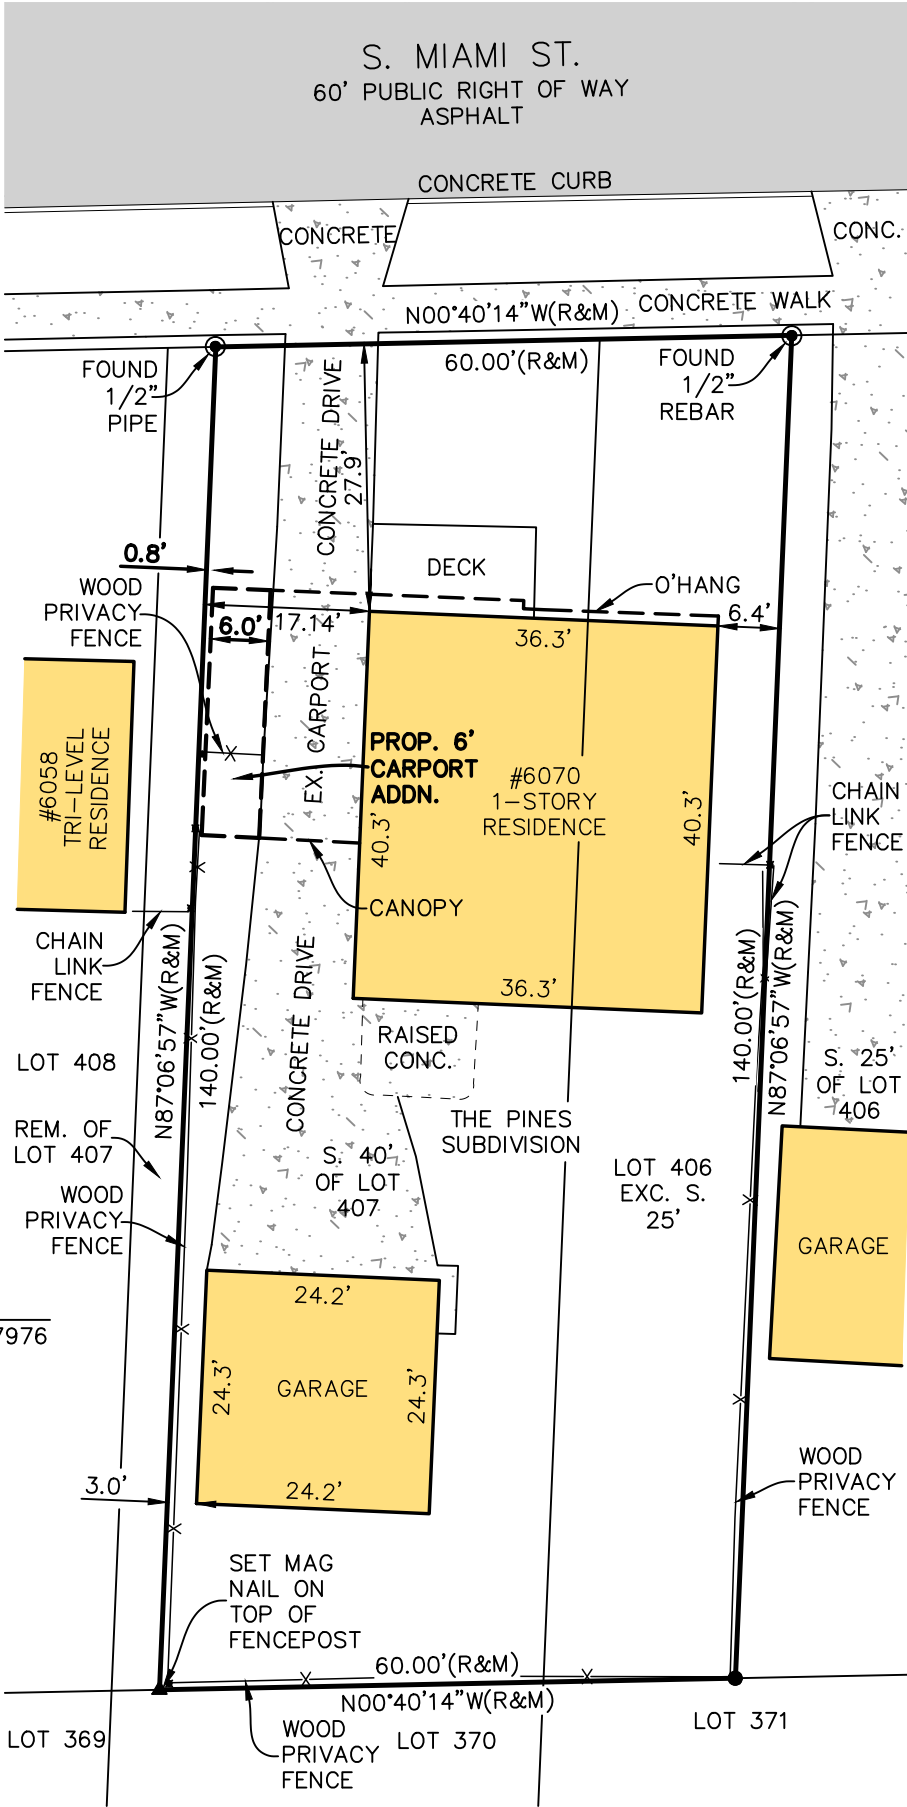 S. MIAMI ST.
60' PUBLIC RIGHT OF WAY
ASPHALT
CONCRETE CURB
CONCRETE
CONC.
N00°40'14"W(R&M)
CONCRETE WALK
60.00'(R&M)
FOUND
1/2"
PIPE
FOUND
1/2"
REBAR
CONCRETE DRIVE
27.9'
0.8'
DECK
WOOD
PRIVACY
FENCE
O'HANG
17.14'
6.0'
36.3'
6.4'
EX. CARPORT
PROP. 6'
CARPORT
ADDN.
#6058
TRI-LEVEL
RESIDENCE
#6070
1-STORY
RESIDENCE
40.3'
40.3'
CHAIN
LINK
FENCE
CANOPY
CHAIN
LINK
FENCE
N87°06'57"W(R&M)
140.00'(R&M)
CONCRETE DRIVE
36.3'
140.00'(R&M)
N87°06'57"W(R&M)
RAISED
CONC.
LOT 408
S. 25'
OF LOT
406
REM. OF
LOT 407
THE PINES
SUBDIVISION
S. 40'
OF LOT
407
LOT 406
EXC. S.
25'
WOOD
PRIVACY
FENCE
GARAGE
24.2'
7976
24.3'
GARAGE
24.3'
24.2'
3.0'
WOOD
PRIVACY
FENCE
SET MAG
NAIL ON
TOP OF
FENCEPOST
60.00'(R&M)
N00°40'14"W(R&M)
LOT 369
WOOD
PRIVACY
FENCE
LOT 370
LOT 371